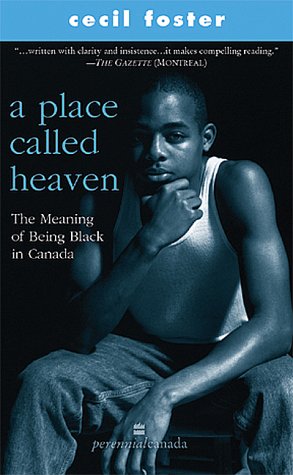 cecil foster
"...written with clarity and insistence...it makes compelling reading."
—THE GAZETTE (MONTREAL)
a place
called
heaven
The Meaning
of Being Black
in Canada
perennialcanada